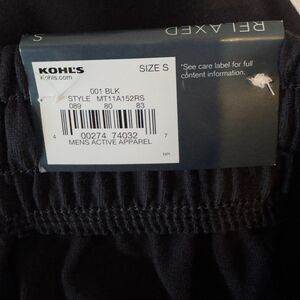 S
RELAXED
KOHL'S
Kohls.com
SIZE S
*See care label for full
content information.
001 BLK
STYLE MT11A152RS
089 80 83
4 00274 74032 7
MENS ACTIVE APPAREL